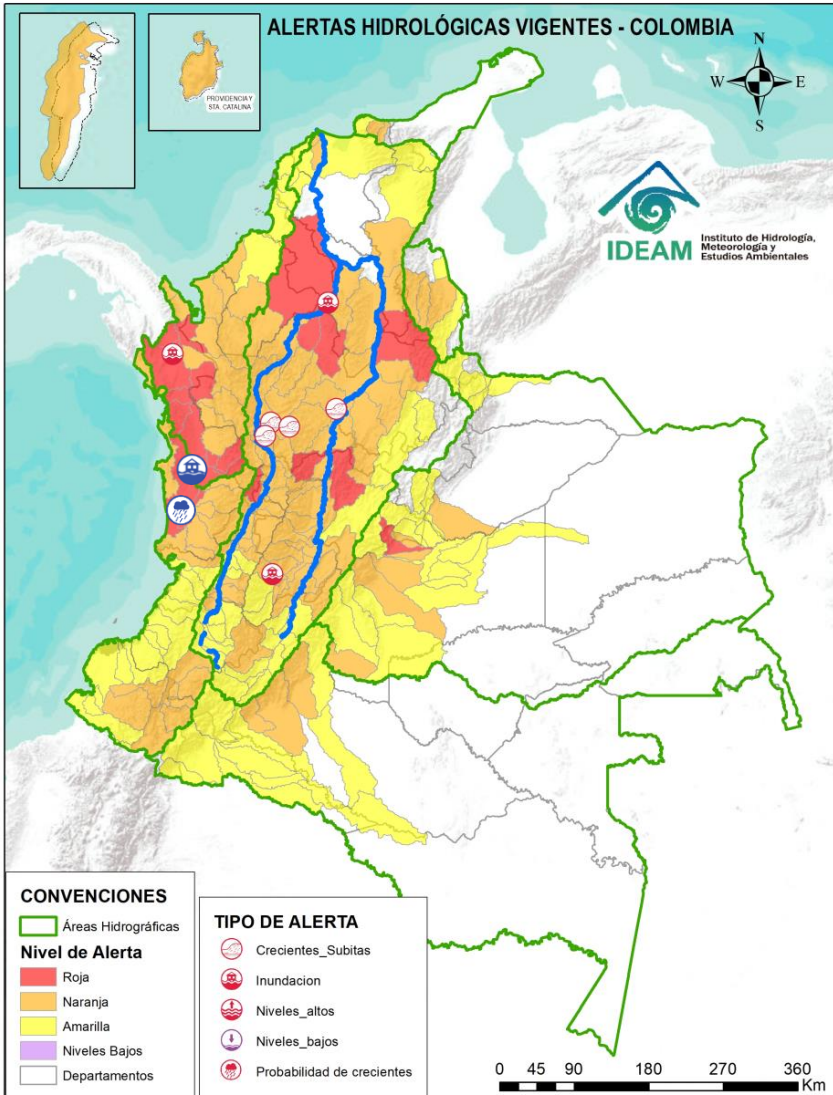 ALERTAS HIDROLÓGICAS VIGENTES - COLOMBIA
PROVIDENCIA Y
STA. CATALINA
N
W
E
S
IDEAM
Instituto de Hidrología,
Meteorología y
Estudios Ambientales
CONVENCIONES
Áreas Hidrográficas
Nivel de Alerta
Roja
Naranja
Amarilla
Niveles Bajos
Departamentos
TIPO DE ALERTA
Crecientes_Subitas
Inundacion
Niveles_altos
Niveles_bajos
Probabilidad de crecientes
0 45 90 180 270 360
Km